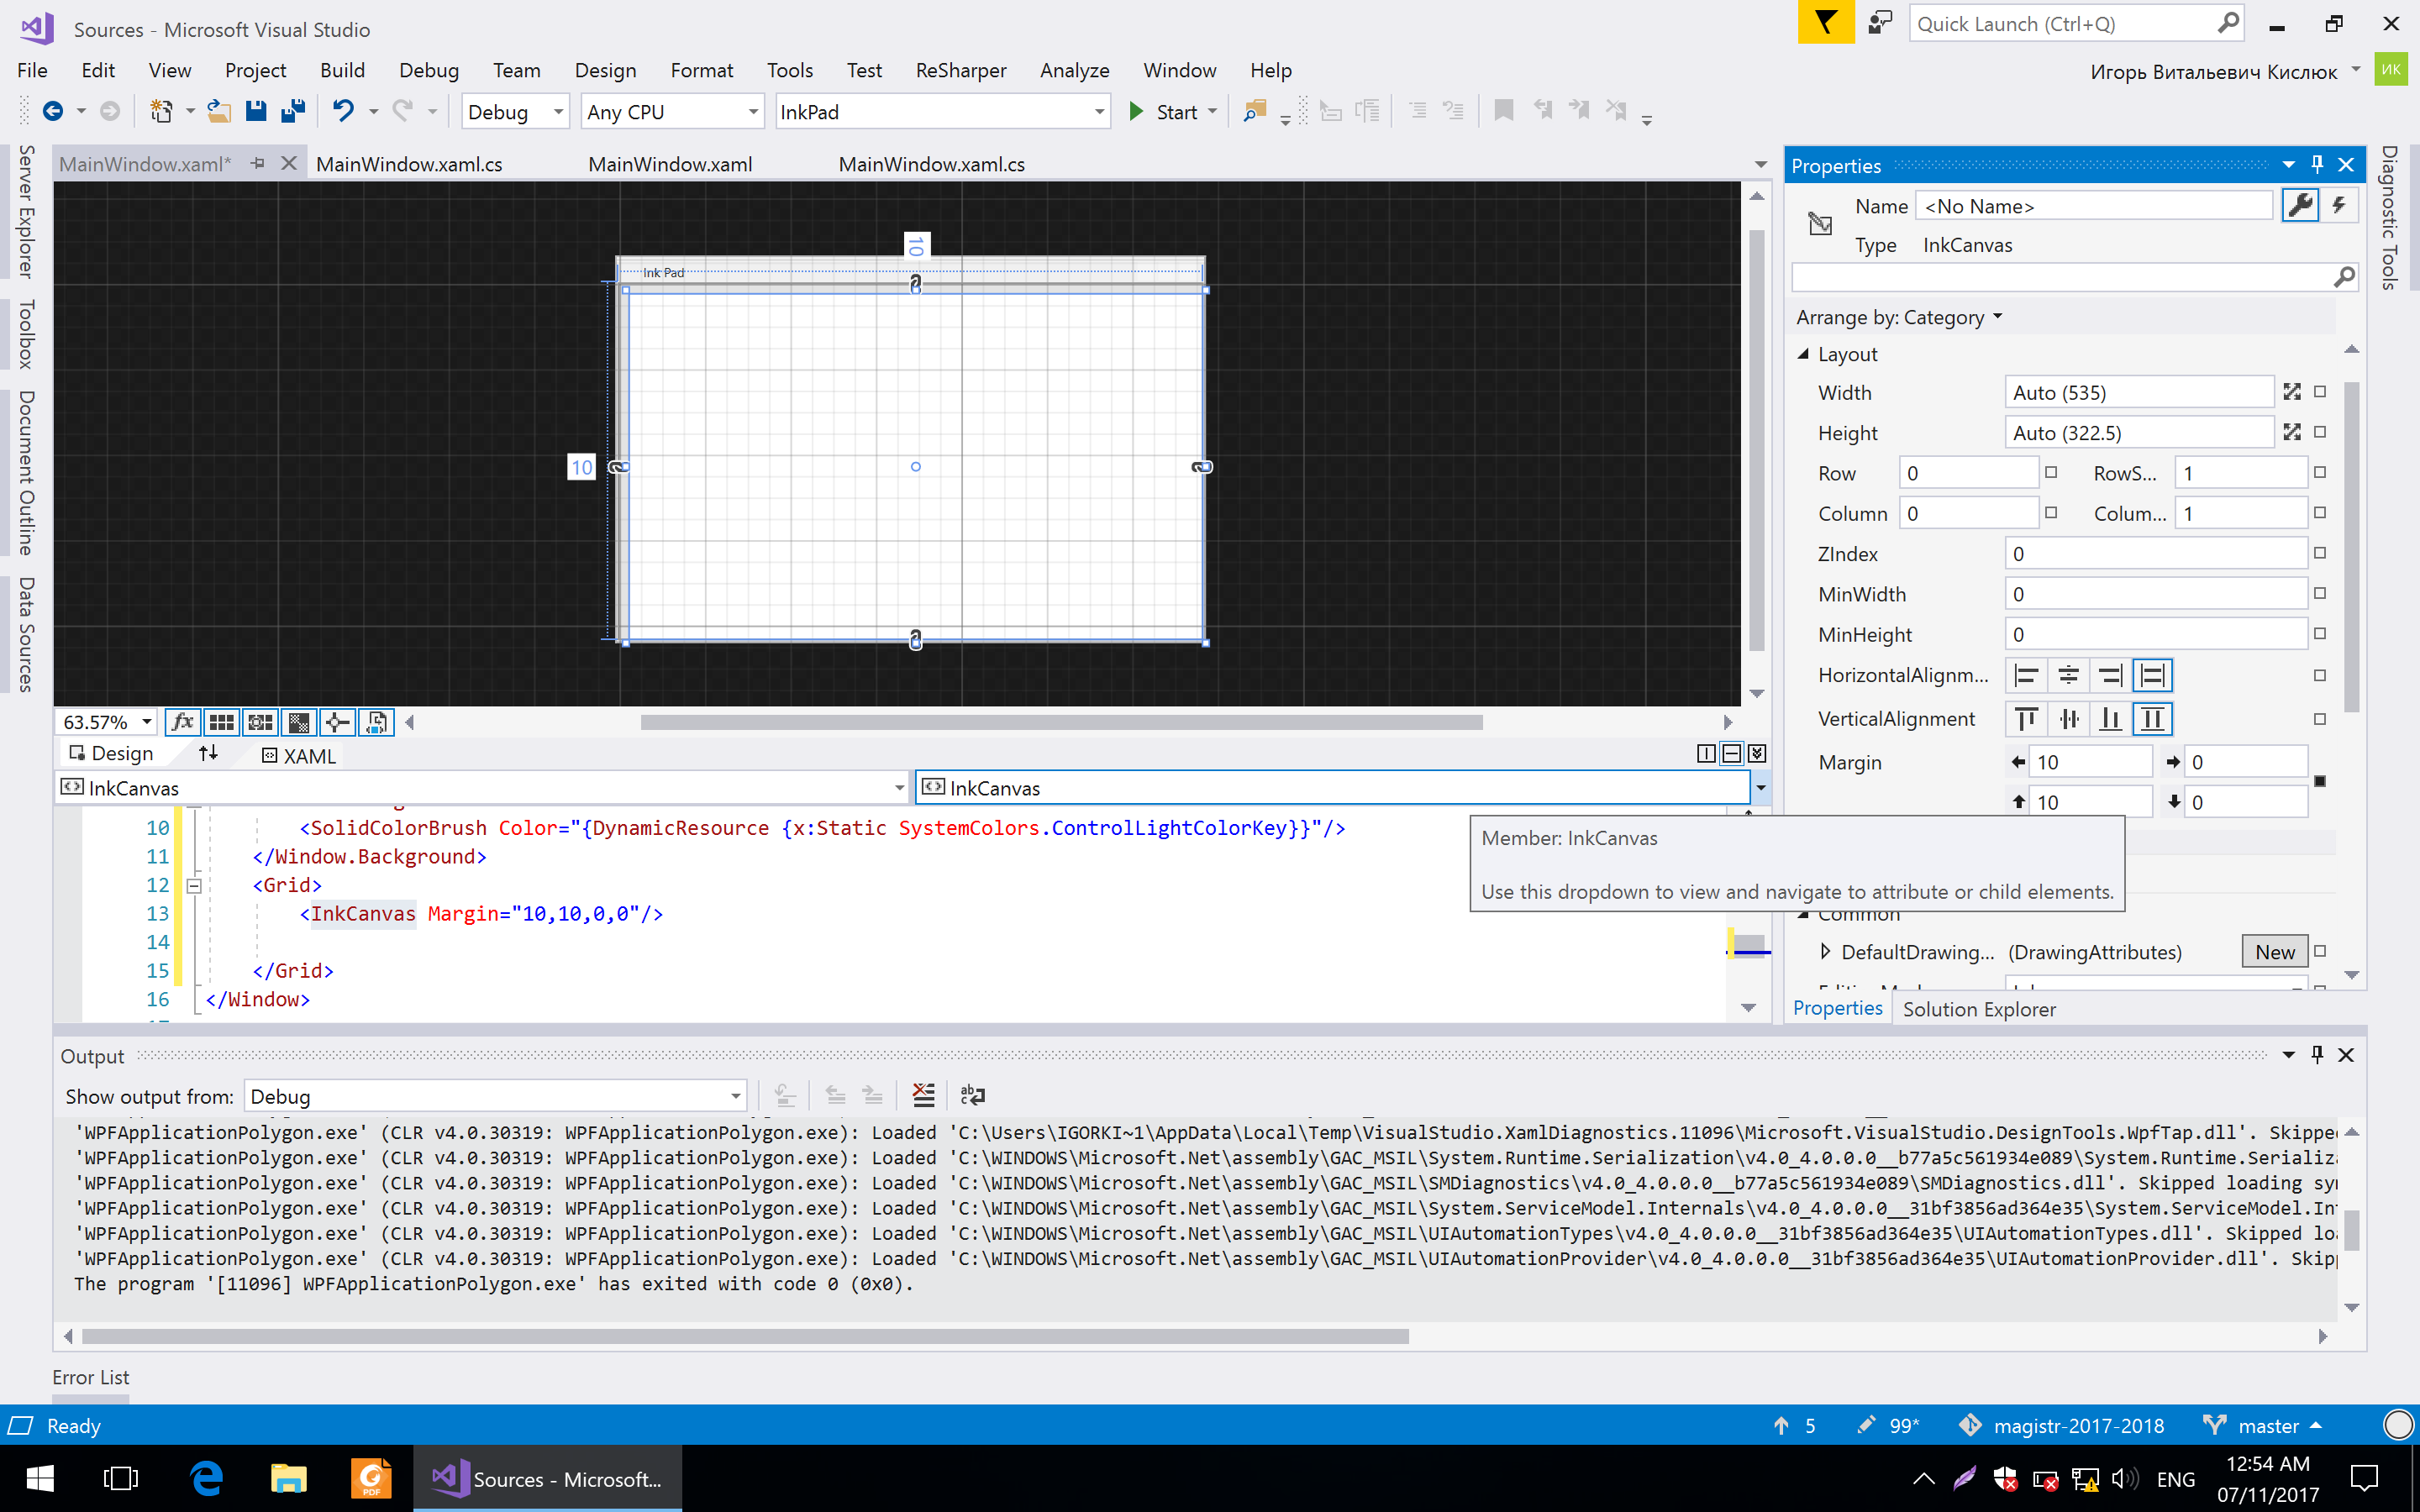 Sources - Microsoft Visual Studio
Quick Launch (Ctrl+Q)
File Edit View Project Build Debug Team Design Format Tools Test ReSharper Analyze Window Help
Игорь Витальевич Кислюк ИК
Debug Any CPU InkPad Start
Server Explorer
Toolbox
Document Outline
Data Sources
MainWindow.xaml* MainWindow.xaml.cs MainWindow.xaml MainWindow.xaml.cs
10
Ink Pad
10
63.57%
Design XAML
InkCanvas InkCanvas
10 <SolidColorBrush Color="{DynamicResource {x:Static SystemColors.ControlLightColorKey}}"/>
11 </Window.Background>
12 <Grid>
13 <InkCanvas Margin="10,10,0,0"/>
14
15 </Grid>
16 </Window>
Member: InkCanvas
Use this dropdown to view and navigate to attribute or child elements.
Properties
Name <No Name>
Type InkCanvas
Arrange by: Category
Layout
Width Auto (535)
Height Auto (322.5)
Row 0 RowS... 1
Column 0 Colum... 1
ZIndex 0
MinWidth 0
MinHeight 0
HorizontalAlignm...
VerticalAlignment
Margin 10 0
10 0
Common
DefaultDrawing... (DrawingAttributes) New
Properties Solution Explorer
Diagnostic Tools
Output
Show output from: Debug
'WPFApplicationPolygon.exe' (CLR v4.0.30319: WPFApplicationPolygon.exe): Loaded 'C:\Users\IGORKI~1\AppData\Local\Temp\VisualStudio.XamlDiagnostics.11096\Microsoft.VisualStudio.DesignTools.WpfTap.dll'. Skipped
'WPFApplicationPolygon.exe' (CLR v4.0.30319: WPFApplicationPolygon.exe): Loaded 'C:\WINDOWS\Microsoft.Net\assembly\GAC_MSIL\System.Runtime.Serialization\v4.0_4.0.0.0__b77a5c561934e089\System.Runtime.Serializa
'WPFApplicationPolygon.exe' (CLR v4.0.30319: WPFApplicationPolygon.exe): Loaded 'C:\WINDOWS\Microsoft.Net\assembly\GAC_MSIL\SMDiagnostics\v4.0_4.0.0.0__b77a5c561934e089\SMDiagnostics.dll'. Skipped loading sym
'WPFApplicationPolygon.exe' (CLR v4.0.30319: WPFApplicationPolygon.exe): Loaded 'C:\WINDOWS\Microsoft.Net\assembly\GAC_MSIL\System.ServiceModel.Internals\v4.0_4.0.0.0__31bf3856ad364e35\System.ServiceModel.Int
'WPFApplicationPolygon.exe' (CLR v4.0.30319: WPFApplicationPolygon.exe): Loaded 'C:\WINDOWS\Microsoft.Net\assembly\GAC_MSIL\UIAutomationTypes\v4.0_4.0.0.0__31bf3856ad364e35\UIAutomationTypes.dll'. Skipped loa
'WPFApplicationPolygon.exe' (CLR v4.0.30319: WPFApplicationPolygon.exe): Loaded 'C:\WINDOWS\Microsoft.Net\assembly\GAC_MSIL\UIAutomationProvider\v4.0_4.0.0.0__31bf3856ad364e35\UIAutomationProvider.dll'. Skipp
The program '[11096] WPFApplicationPolygon.exe' has exited with code 0 (0x0).
Error List
Ready 5 99* magistr-2017-2018 master
PDF Sources - Microsoft... ENG 12:54 AM
07/11/2017